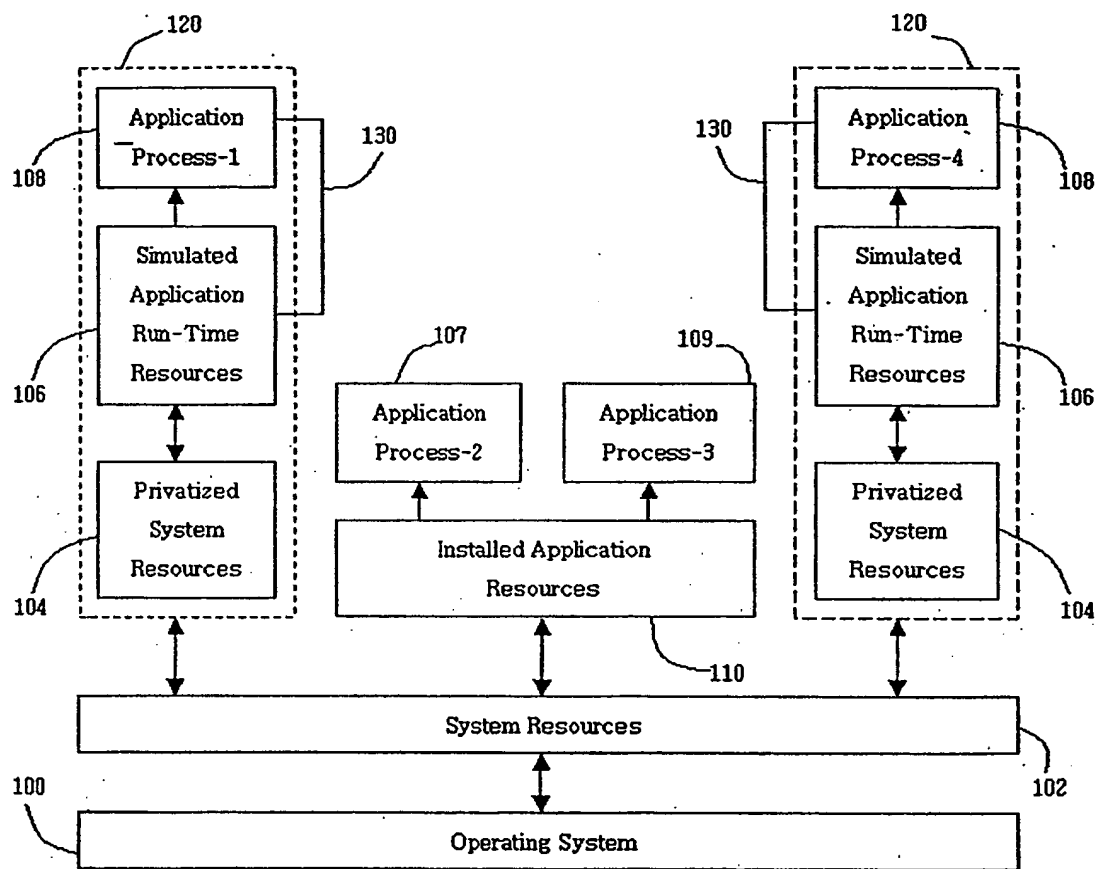 120
120
Application
Process-1
130
130
Application
Process-4
108
108
Simulated
Application
Run-Time
Resources
Simulated
Application
Run-Time
Resources
107
109
106
106
Application
Process-2
Application
Process-3
Privatized
System
Resources
Privatized
System
Resources
Installed Application
Resources
104
104
110
System Resources
102
100
Operating System